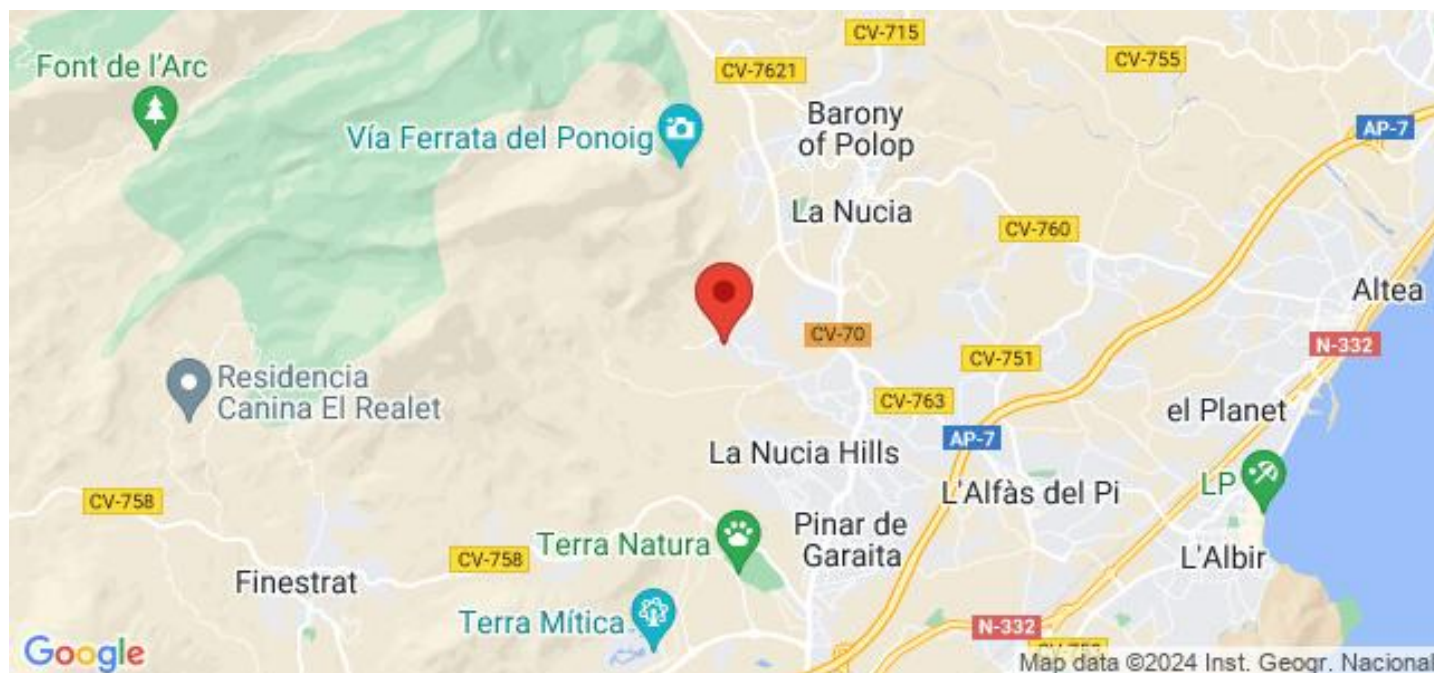 CV-715
CV-755
Font de l'Arc
CV-7621
Barony
of Polop
AP-7
Vía Ferrata del Ponoig
La Nucia
CV-760
Altea
CV-70
N-332
CV-751
Residencia
Canina El Realet
CV-763
el Planet
AP-7
La Nucia Hills
LP
CV-758
L'Alfàs del Pi
Pinar de
Garaita
Terra Natura
CV-758
L'Albir
Finestrat
Terra Mítica
N-332
Google
Map data ©2024 Inst. Geogr. Nacional